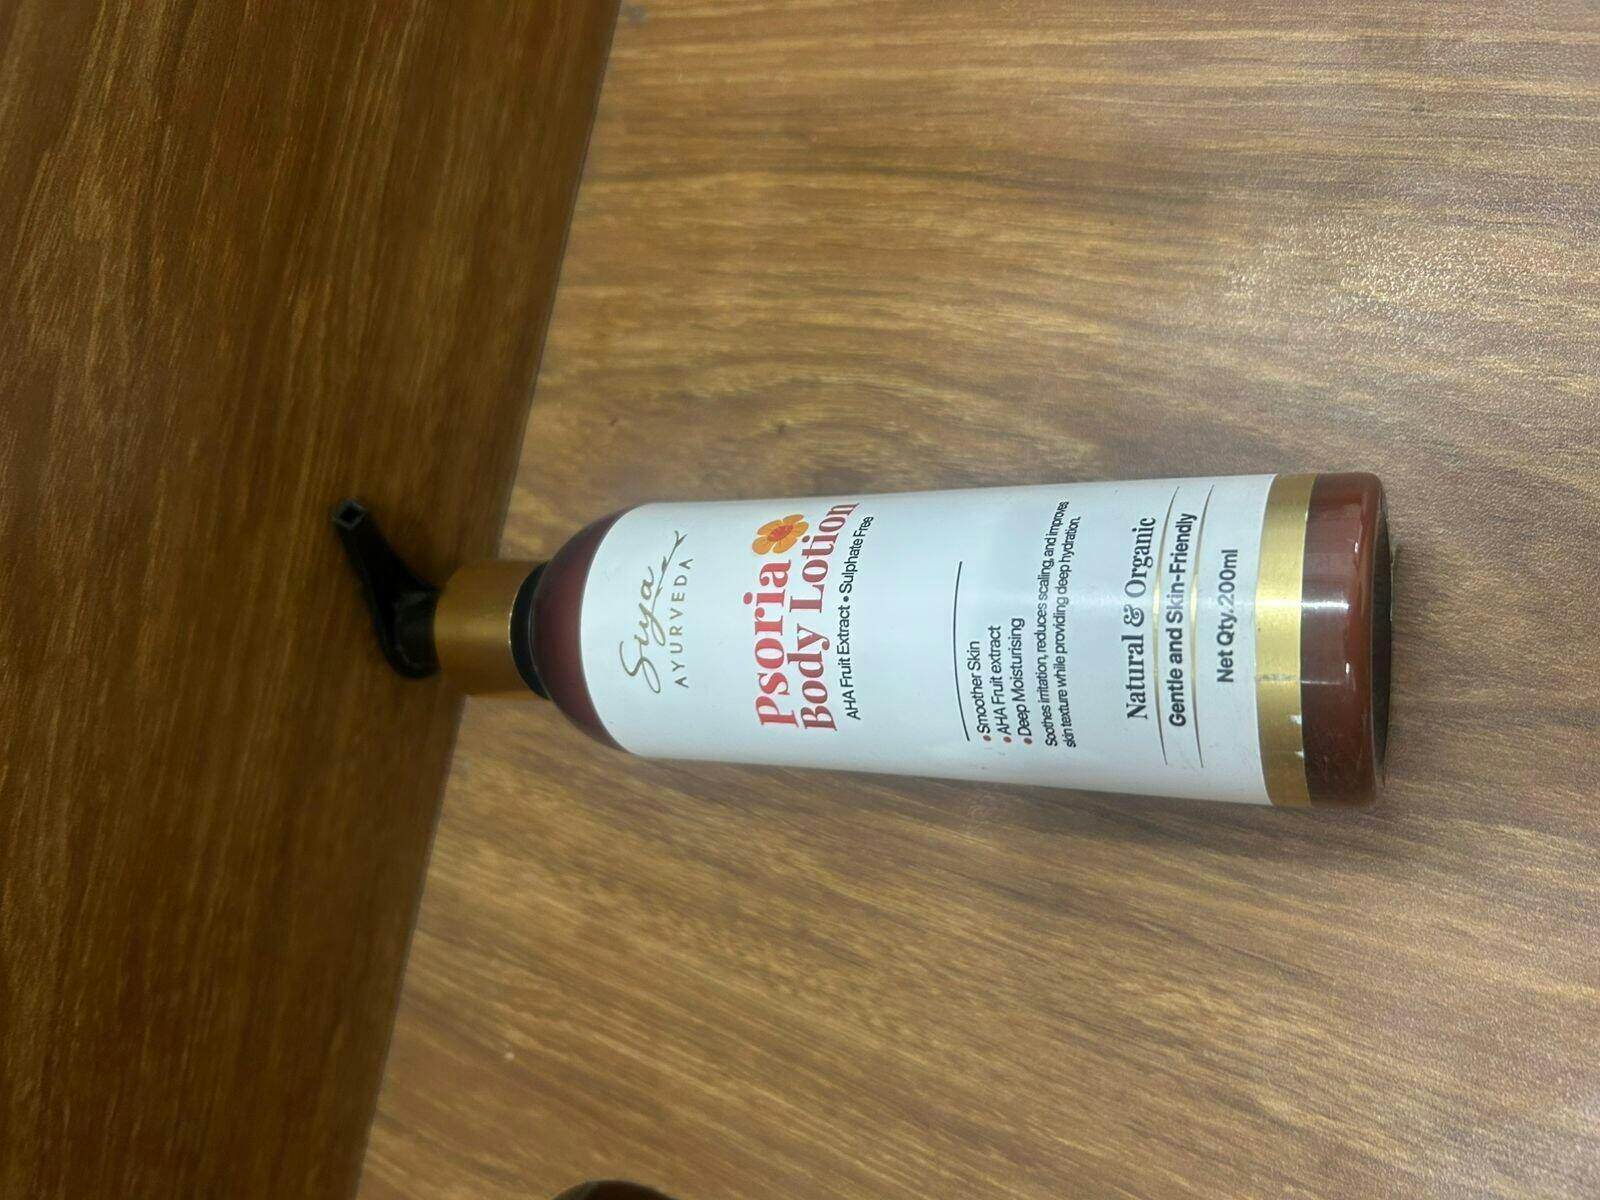 Siya
AYURVEDA
Psoria
Body Lotion
AHA Fruit Extract • Sulphate Free
• Smoother Skin
• AHA Fruit extract
• Deep Moisturising
Soothes irritation, reduces scaling, and improves
skin texture while providing deep hydration.
Natural & Organic
Gentle and Skin-Friendly
Net Qty.200ml